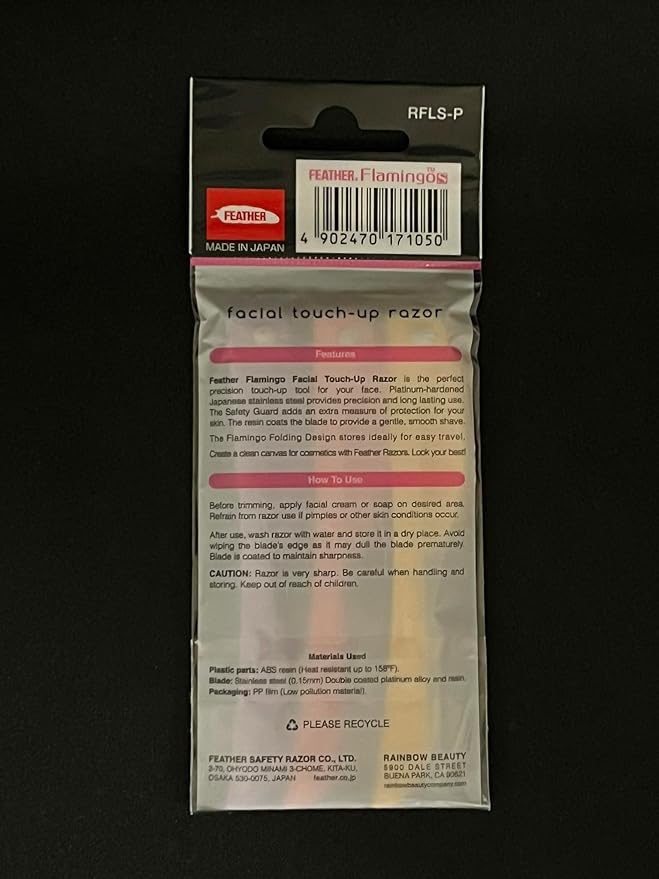 RFLS-P
FEATHER® Flamingo™
FEATHER
4 902470 171050
MADE IN JAPAN
facial touch-up razor
Features
Feather Flamingo Facial Touch-Up Razor is the perfect
precision touch-up tool for your face. Platinum-hardened
Japanese stainless steel provides precision and long lasting use.
The Safety Guard adds an extra measure of protection for your
skin. The resin coats the blade to provide a gentle, smooth shave.
The Flamingo Folding Design stores ideally for easy travel.
Create a clean canvas for cosmetics with Feather Razors. Look your best!
How To Use
Before trimming, apply facial cream or soap on desired area.
Refrain from razor use if pimples or other skin conditions occur.
After use, wash razor with water and store it in a dry place. Avoid
wiping the blade's edge as it may dull the blade prematurely.
Blade is coated to maintain sharpness.
CAUTION: Razor is very sharp. Be careful when handling and
storing. Keep out of reach of children.
Materials Used
Plastic parts: ABS resin (Heat resistant up to 158°F).
Blade: Stainless steel (0.15mm) Double coated platinum alloy and resin.
Packaging: PP film (Low pollution material).
PLEASE RECYCLE
FEATHER SAFETY RAZOR CO., LTD.
3-70, OHYODO MINAMI 3-CHOME, KITA-KU,
OSAKA 530-0075, JAPAN feather.co.jp
RAINBOW BEAUTY
5900 DALE STREET
BUENA PARK, CA 90621
rainbowbeautycompany.com